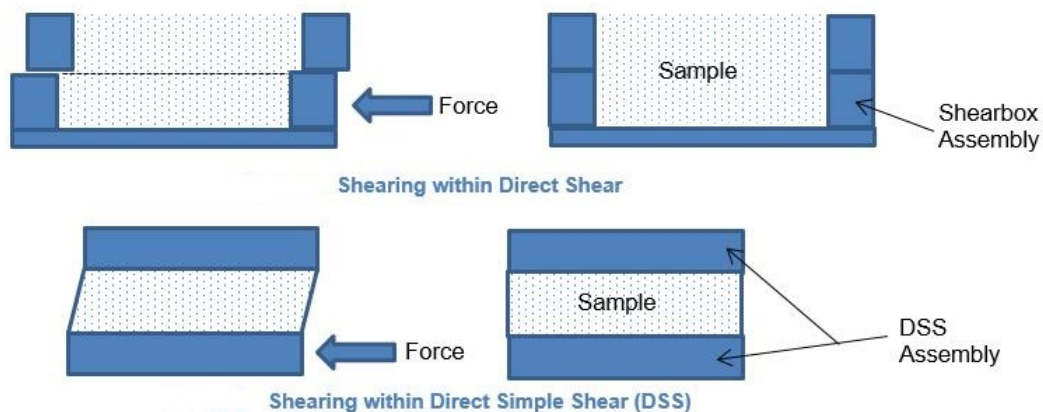 Sample
Force
Shearbox
Assembly
Shearing within Direct Shear
Sample
Force
DSS
Assembly
Shearing within Direct Simple Shear (DSS)